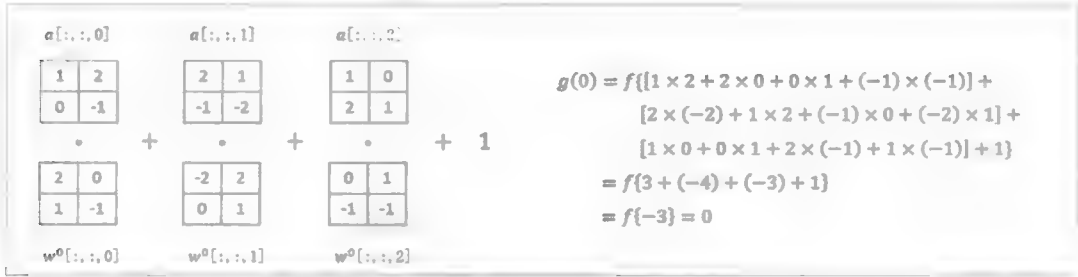 a[:,:,0] a[:,:,1] a[:,:,2]
1 2 2 1 1 0
0 -1 -1 -2 2 1
· + · + · + 1
2 0 -2 2 0 1
1 -1 0 1 -1 -1
w⁰[:,:,0] w⁰[:,:,1] w⁰[:,:,2]
g(0) = f{[1 × 2 + 2 × 0 + 0 × 1 + (−1) × (−1)] +
[2 × (−2) + 1 × 2 + (−1) × 0 + (−2) × 1] +
[1 × 0 + 0 × 1 + 2 × (−1) + 1 × (−1)] + 1}
= f{3 + (−4) + (−3) + 1}
= f{−3} = 0